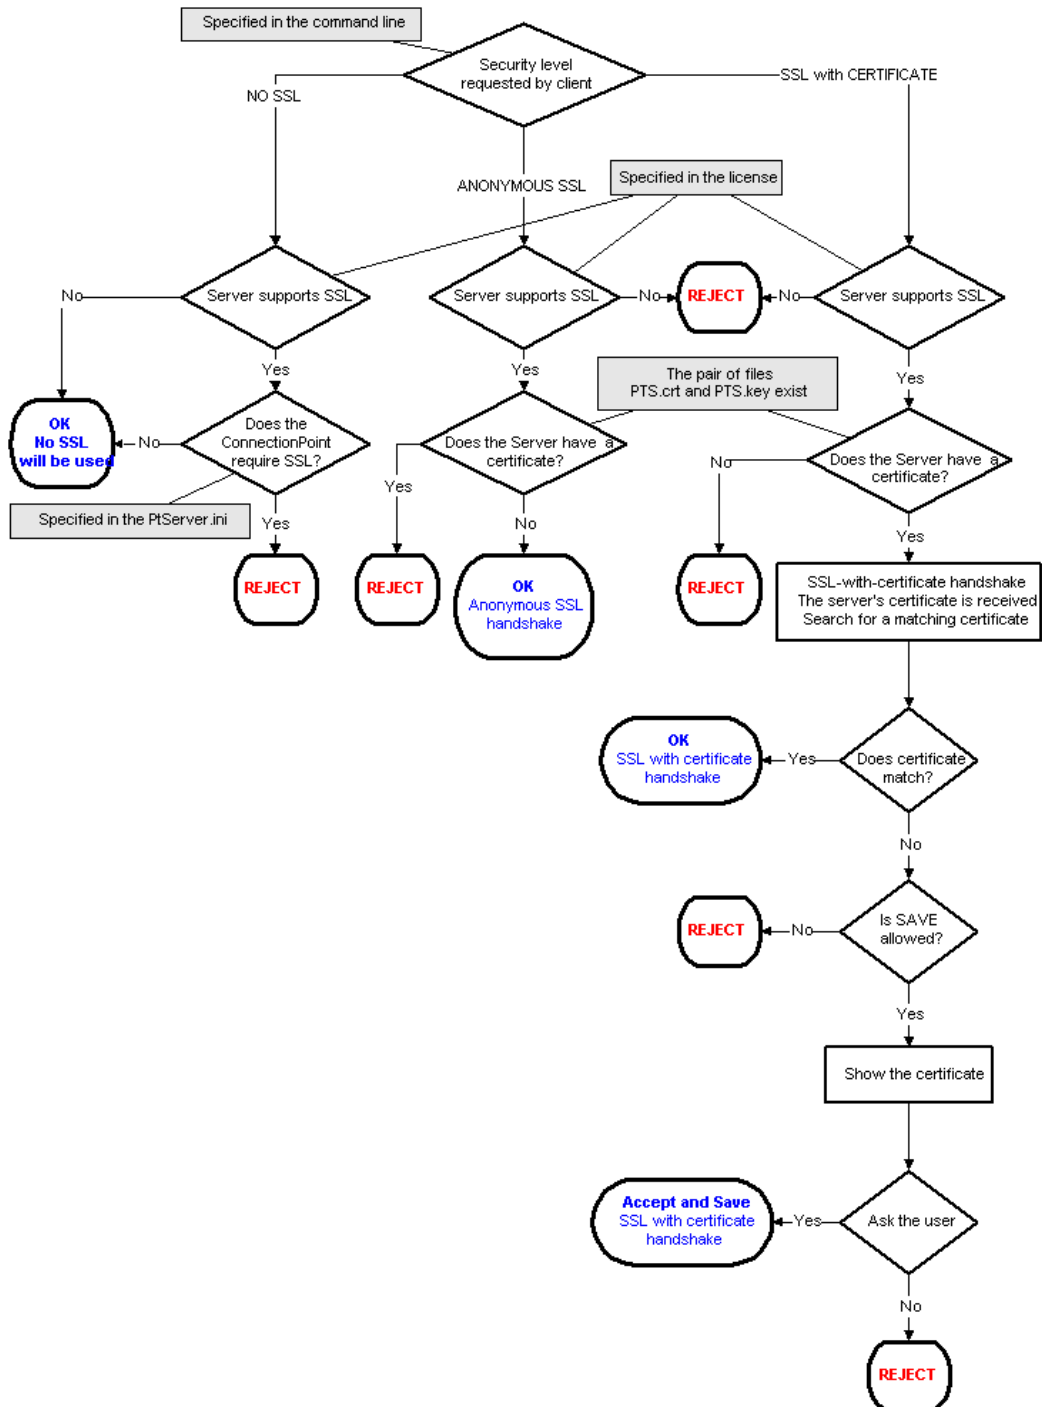 Specified in the command line
Security level
requested by client
NO SSL
SSL with CERTIFICATE
ANONYMOUS SSL
Specified in the license
No
Server supports SSL
Server supports SSL
No
REJECT
No
Server supports SSL
Yes
Yes
Yes
The pair of files
PTS.crt and PTS.key exist
OK
No SSL
will be used
No
Does the
ConnectionPoint
require SSL?
Does the Server have a
certificate?
Does the Server have a
certificate?
No
Yes
Specified in the PtServer.ini
Yes
No
Yes
REJECT
REJECT
OK
Anonymous SSL
handshake
REJECT
SSL-with-certificate handshake
The server's certificate is received
Search for a matching certificate
OK
SSL with certificate
handshake
Yes
Does certificate
match?
No
REJECT
No
Is SAVE
allowed?
Yes
Show the certificate
Accept and Save
SSL with certificate
handshake
Yes
Ask the user
No
REJECT